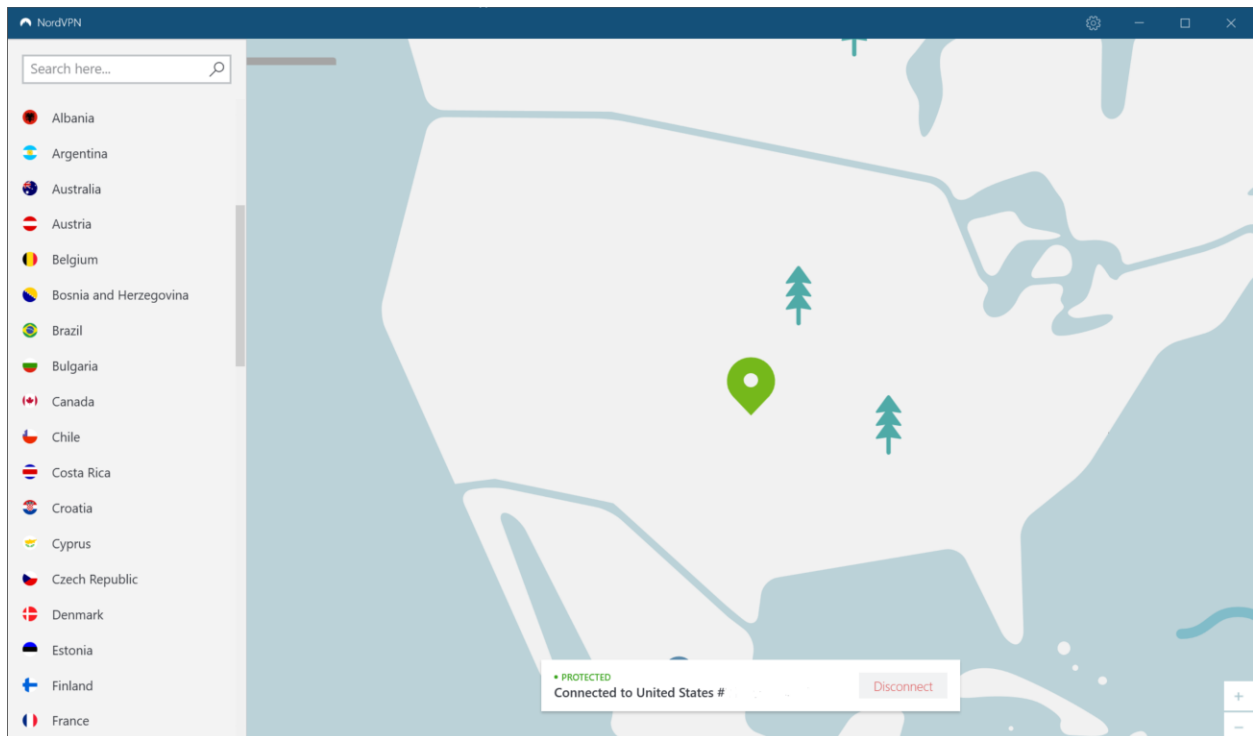 NordVPN
Search here...
Albania
Argentina
Australia
Austria
Belgium
Bosnia and Herzegovina
Brazil
Bulgaria
Canada
Chile
Costa Rica
Croatia
Cyprus
Czech Republic
Denmark
Estonia
Finland
France
PROTECTED
Connected to United States #
Disconnect
+
−